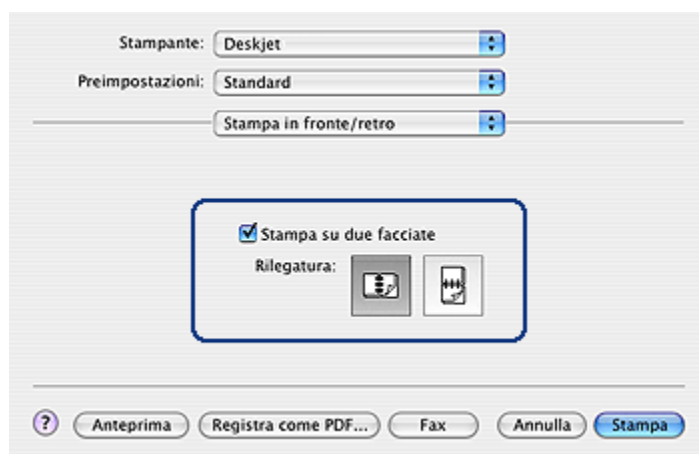 Stampante: Deskjet
Preimpostazioni: Standard
Stampa in fronte/retro
Stampa su due facciate
Rilegatura:
? Anteprima Registra come PDF... Fax Annulla Stampa